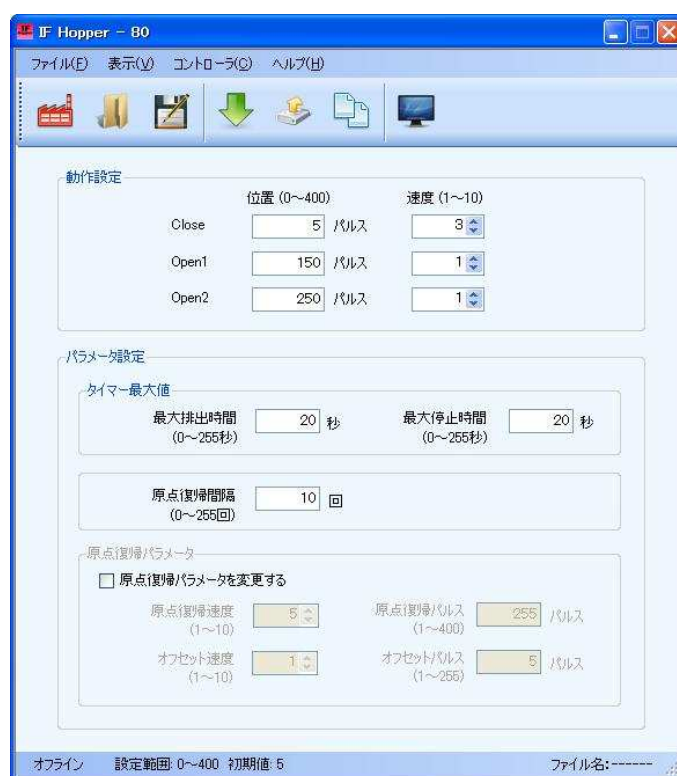 IF Hopper - 80
ファイル(F) 表示(V) コントローラ(C) ヘルプ(H)
動作設定
位置 (0～400) 速度 (1～10)
Close 5 パルス 3
Open1 150 パルス 1
Open2 250 パルス 1
パラメータ設定
タイマー最大値
最大排出時間 20 秒 最大停止時間 20 秒
(0～255秒) (0～255秒)
原点復帰間隔 10 回
(0～255回)
原点復帰パラメータ
原点復帰パラメータを変更する
原点復帰速度 5 原点復帰パルス 255 パルス
(1～10) (1～400)
オフセット速度 1 オフセットパルス 5 パルス
(1～10) (1～255)
オフライン 設定範囲: 0～400 初期値: 5 ファイル名:------